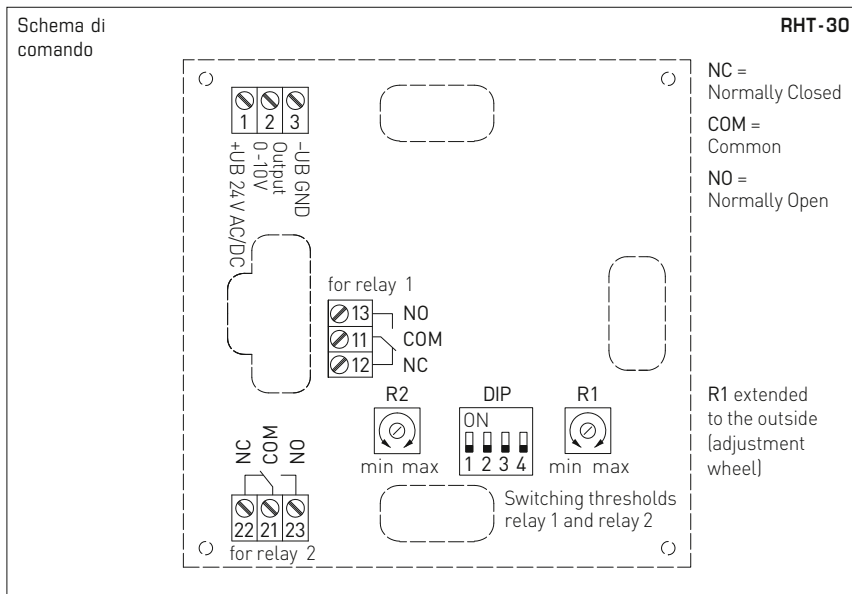 Schema di
comando
RHT-30
1 2 3
+UB 24V AC/DC
Output
0-10V
-UB GND
NC =
Normally Closed
COM =
Common
NO =
Normally Open
for relay 1
13 NO
11 COM
12 NC
R2 DIP R1
ON
1 2 3 4
min max
min max
R1 extended
to the outside
(adjustment
wheel)
NC COM NO
22 21 23
for relay 2
Switching thresholds
relay 1 and relay 2